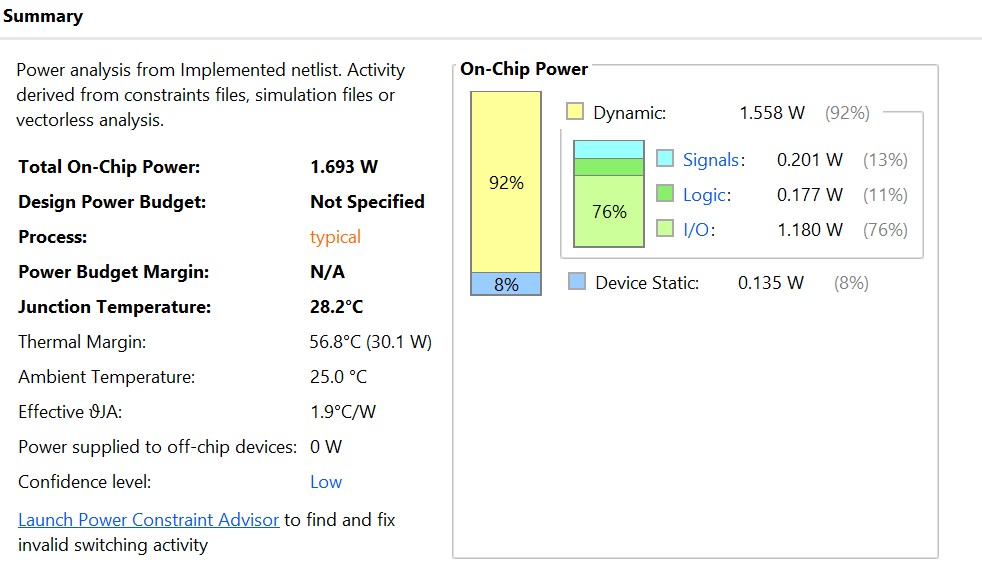 Summary
Power analysis from Implemented netlist. Activity
derived from constraints files, simulation files or
vectorless analysis.
Total On-Chip Power: 1.693 W
Design Power Budget: Not Specified
Process: typical
Power Budget Margin: N/A
Junction Temperature: 28.2°C
Thermal Margin: 56.8°C (30.1 W)
Ambient Temperature: 25.0 °C
Effective ϑJA: 1.9°C/W
Power supplied to off-chip devices: 0 W
Confidence level: Low
Launch Power Constraint Advisor to find and fix
invalid switching activity
On-Chip Power
Dynamic: 1.558 W (92%)
Signals: 0.201 W (13%)
92%
Logic: 0.177 W (11%)
76%
I/O: 1.180 W (76%)
8%
Device Static: 0.135 W (8%)